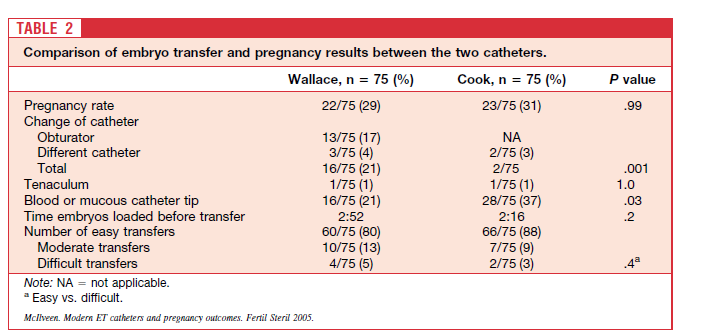 TABLE 2
Comparison of embryo transfer and pregnancy results between the two catheters.
Wallace, n = 75 (%) Cook, n = 75 (%) P value
Pregnancy rate 22/75 (29) 23/75 (31) .99
Change of catheter
Obturator 13/75 (17) NA
Different catheter 3/75 (4) 2/75 (3)
Total 16/75 (21) 2/75 .001
Tenaculum 1/75 (1) 1/75 (1) 1.0
Blood or mucous catheter tip 16/75 (21) 28/75 (37) .03
Time embryos loaded before transfer 2:52 2:16 .2
Number of easy transfers 60/75 (80) 66/75 (88)
Moderate transfers 10/75 (13) 7/75 (9)
Difficult transfers 4/75 (5) 2/75 (3) .4ᵃ
Note: NA = not applicable.
ᵃ Easy vs. difficult.
McIlveen. Modern ET catheters and pregnancy outcomes. Fertil Steril 2005.